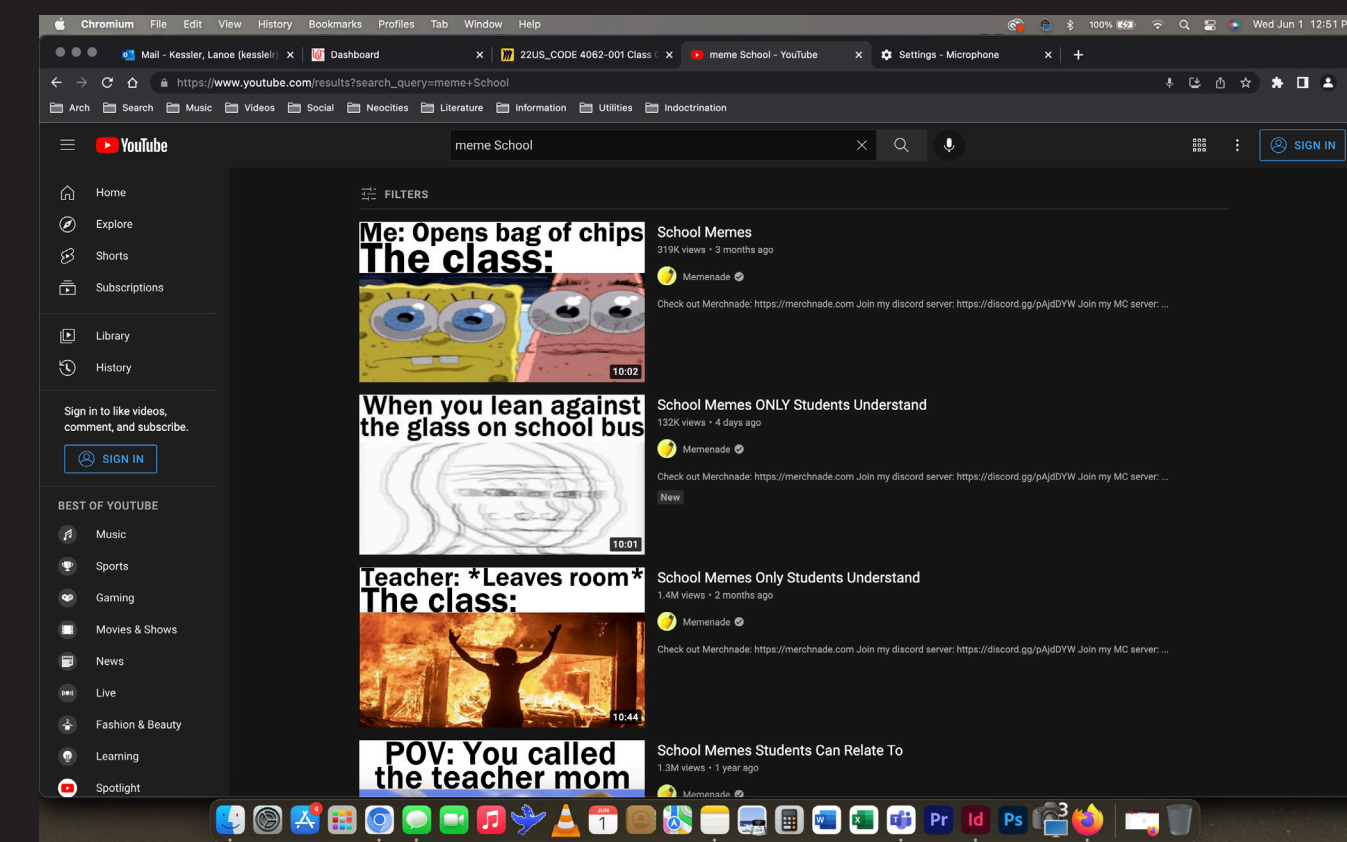 Chromium File Edit View History Bookmarks Profiles Tab Window Help 100% Wed Jun 1 12:51 P
Mail - Kessler, Lanoe (kesslelr) Dashboard 22US_CODE 4062-001 Class C meme School - YouTube Settings - Microphone
https://www.youtube.com/results?search_query=meme+School
Arch Search Music Videos Social Neocities Literature Information Utilities Indoctrination
YouTube meme School SIGN IN
Home
Explore
Shorts
Subscriptions
Library
History
Sign in to like videos,
comment, and subscribe.
SIGN IN
BEST OF YOUTUBE
Music
Sports
Gaming
Movies & Shows
News
Live
Fashion & Beauty
Learning
Spotlight
FILTERS
Me: Opens bag of chips
The class:
10:02
School Memes
319K views • 3 months ago
Memenade
Check out Merchnade: https://merchnade.com Join my discord server: https://discord.gg/pAjdDYW Join my MC server: ...
When you lean against
the glass on school bus
10:01
School Memes ONLY Students Understand
132K views • 4 days ago
Memenade
Check out Merchnade: https://merchnade.com Join my discord server: https://discord.gg/pAjdDYW Join my MC server: ...
New
Teacher: *Leaves room*
The class:
10:44
School Memes Only Students Understand
1.4M views • 2 months ago
Memenade
Check out Merchnade: https://merchnade.com Join my discord server: https://discord.gg/pAjdDYW Join my MC server: ...
POV: You called
the teacher mom
School Memes Students Can Relate To
1.3M views • 1 year ago
Memenade
4
JUN
1
W
X
Pr
Id
Ps
3